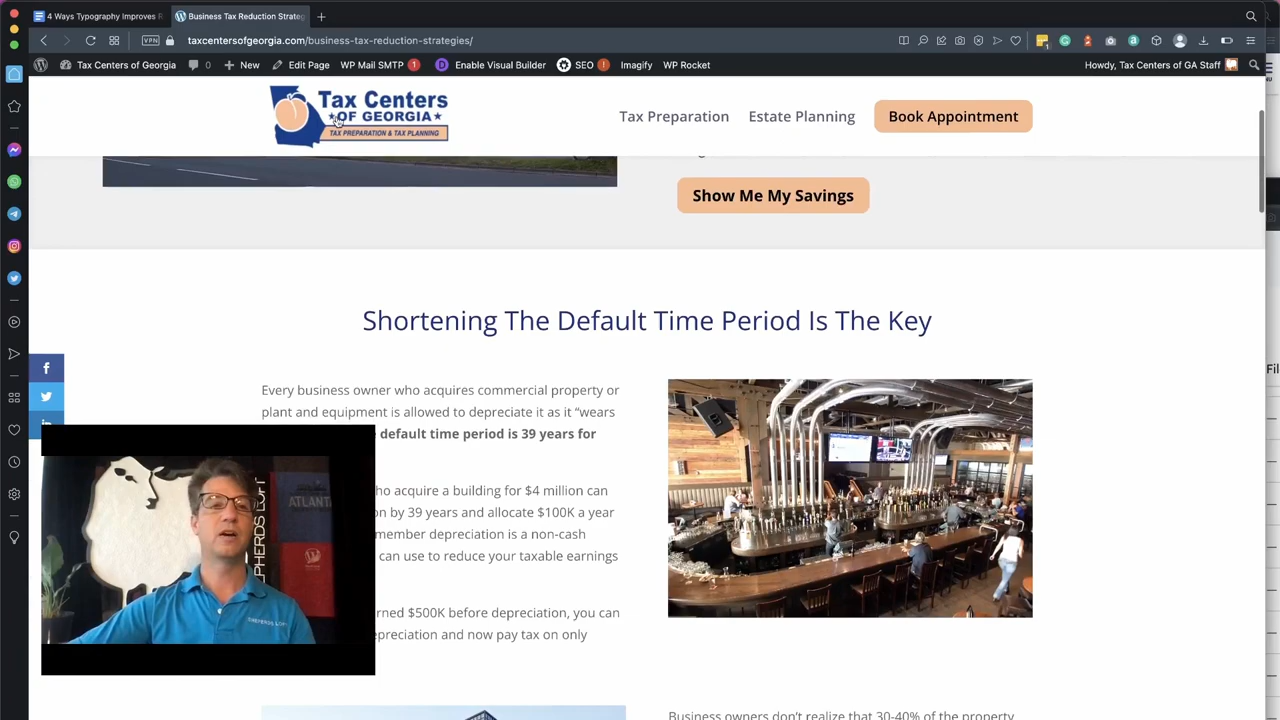 4 Ways Typography Improves R
Business Tax Reduction Strateg
VPN
taxcentersofgeorgia.com/business-tax-reduction-strategies/
Tax Centers of Georgia
0
New
Edit Page
WP Mail SMTP 1
Enable Visual Builder
SEO !
Imagify
WP Rocket
Howdy, Tax Centers of GA Staff
Tax Centers
OF GEORGIA
TAX PREPARATION & TAX PLANNING
Tax Preparation
Estate Planning
Book Appointment
Show Me My Savings
Shortening The Default Time Period Is The Key
Every business owner who acquires commercial property or
plant and equipment is allowed to depreciate it as it “wears
default time period is 39 years for
ho acquire a building for $4 million can
on by 39 years and allocate $100K a year
member depreciation is a non-cash
can use to reduce your taxable earnings
rned $500K before depreciation, you can
epreciation and now pay tax on only
Business owners don’t realize that 30-40% of the property
ATLANTA
Fil